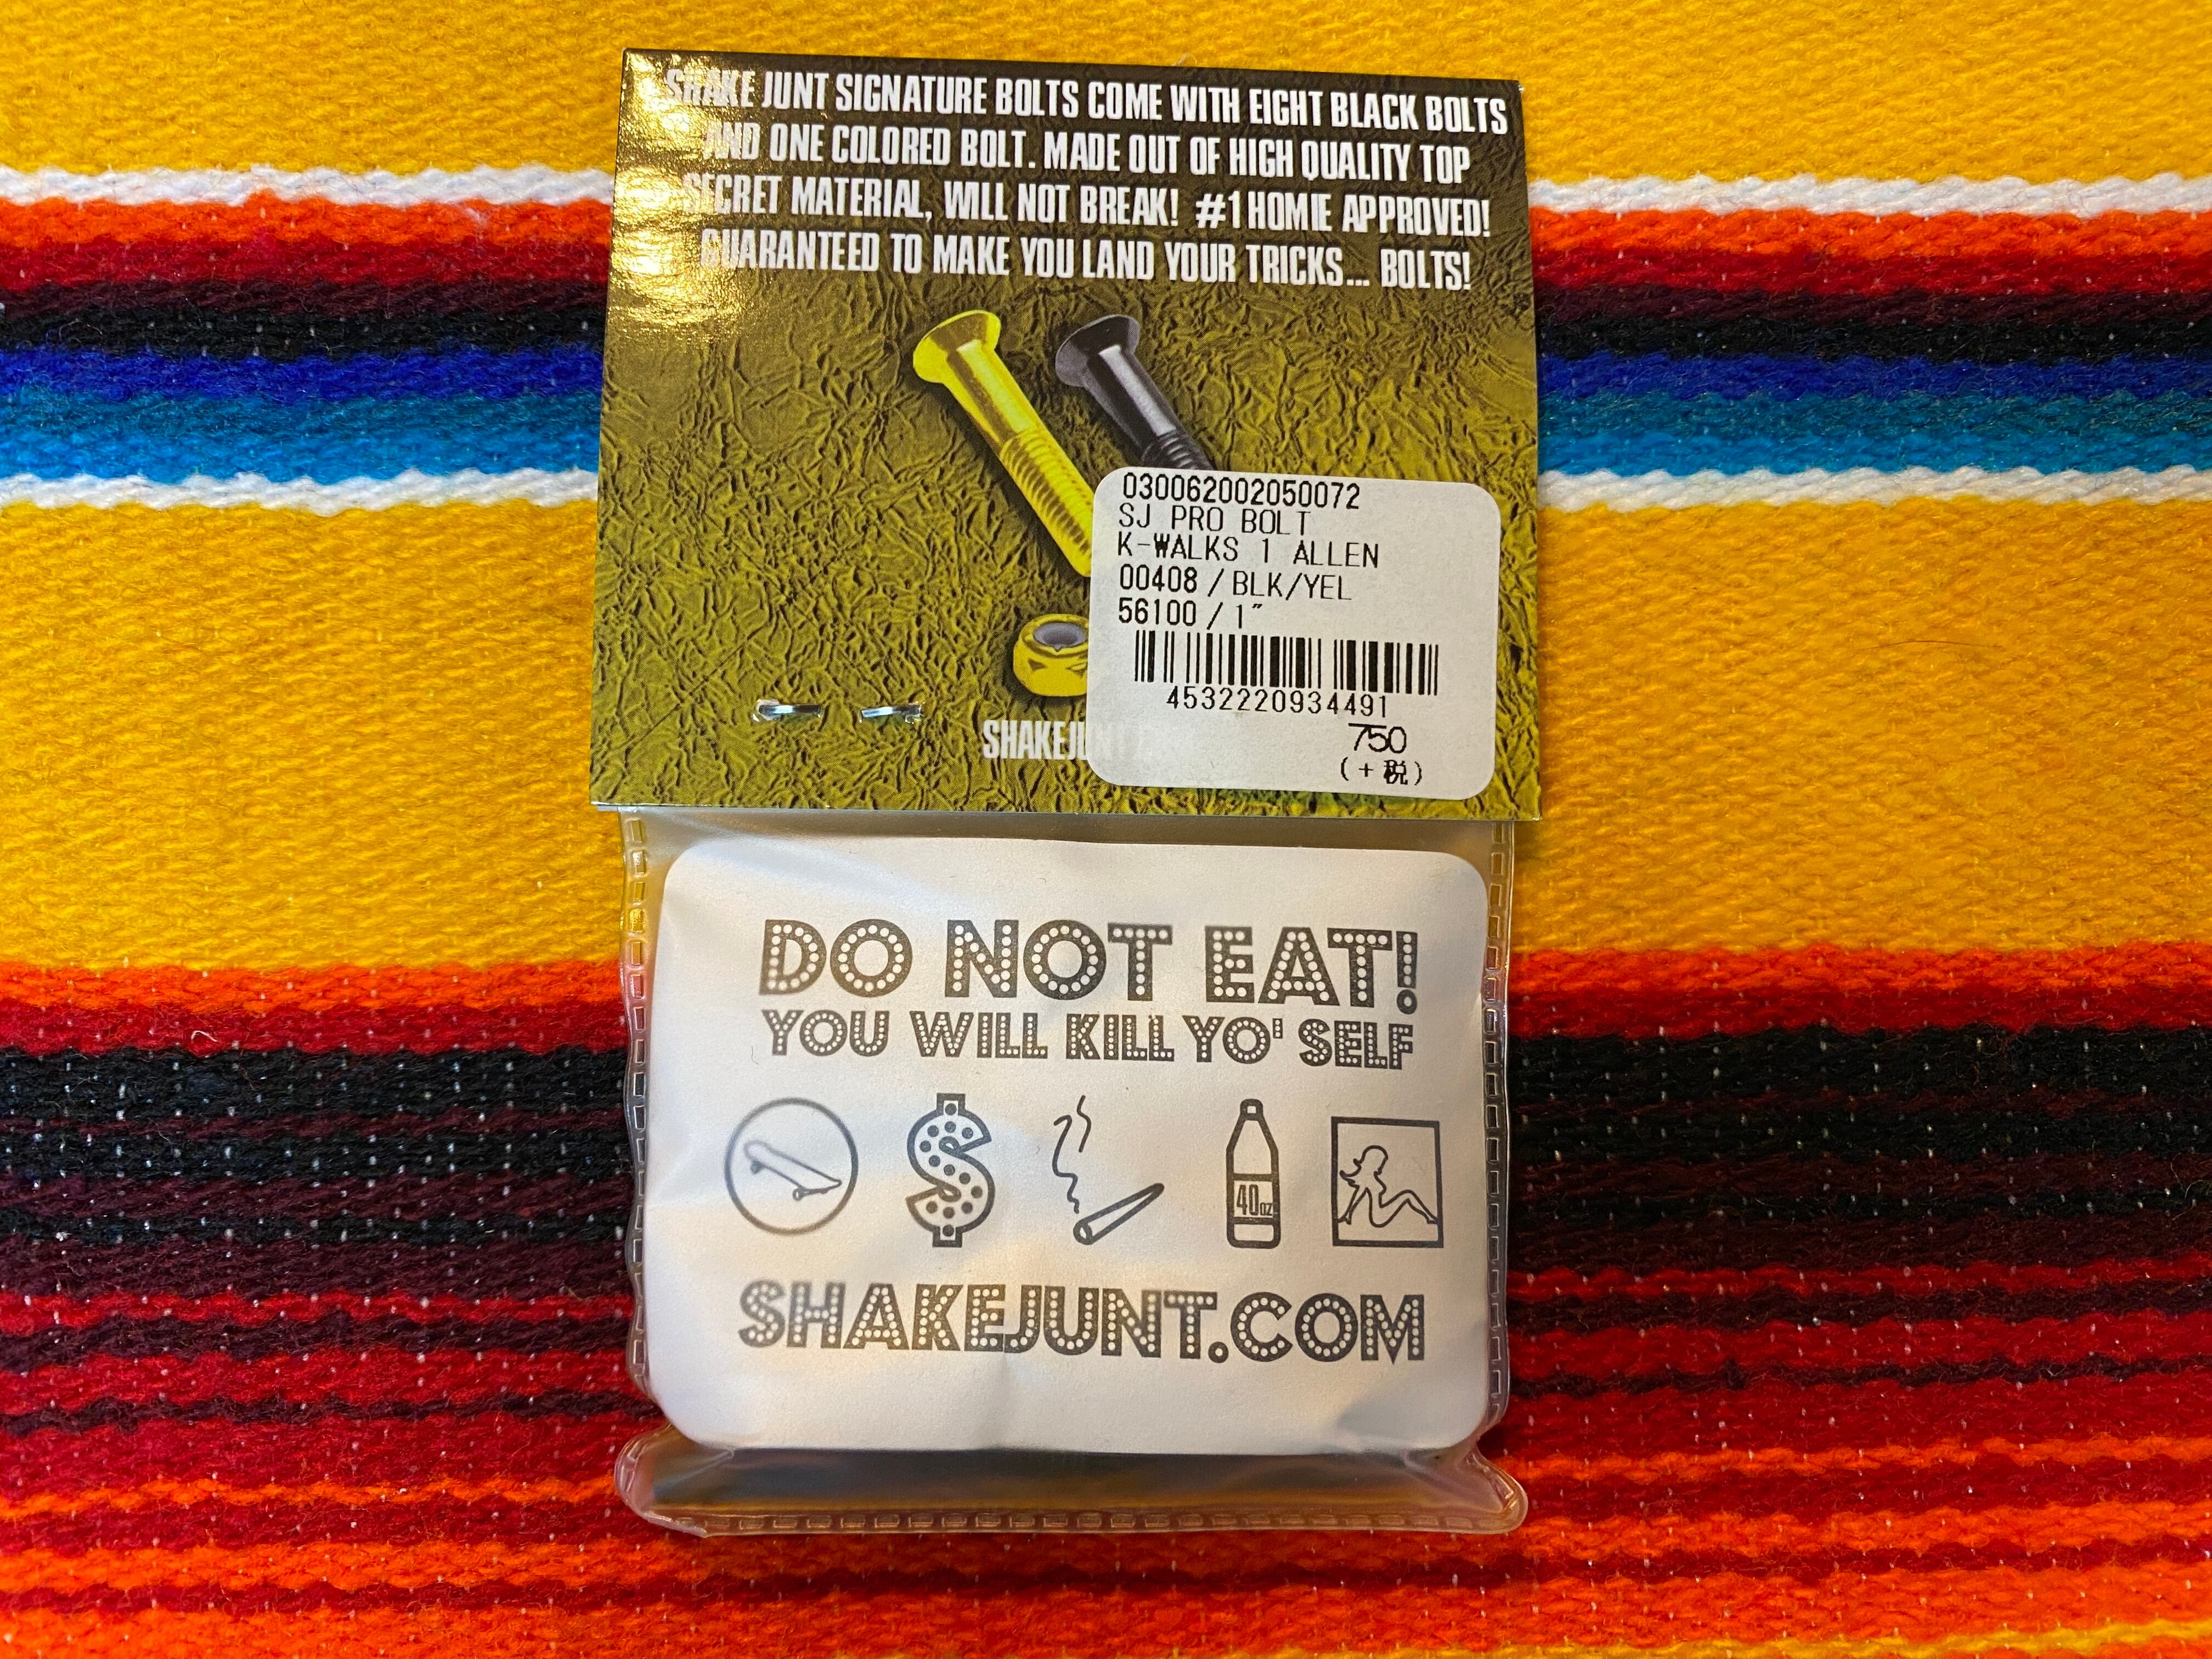 SHAKE JUNT SIGNATURE BOLTS COME WITH EIGHT BLACK BOLTS
AND ONE COLORED BOLT. MADE OUT OF HIGH QUALITY TOP
SECRET MATERIAL, WILL NOT BREAK! #1 HOMIE APPROVED!
GUARANTEED TO MAKE YOU LAND YOUR TRICKS... BOLTS!
030062002050072
SJ PRO BOLT
K-WALKS 1 ALLEN
00408 / BLK/YEL
56100 / 1"
4532220934491
750
(+税)
SHAKEJUNT
DO NOT EAT!
YOU WILL KILL YO' SELF
40oz
SHAKEJUNT.COM